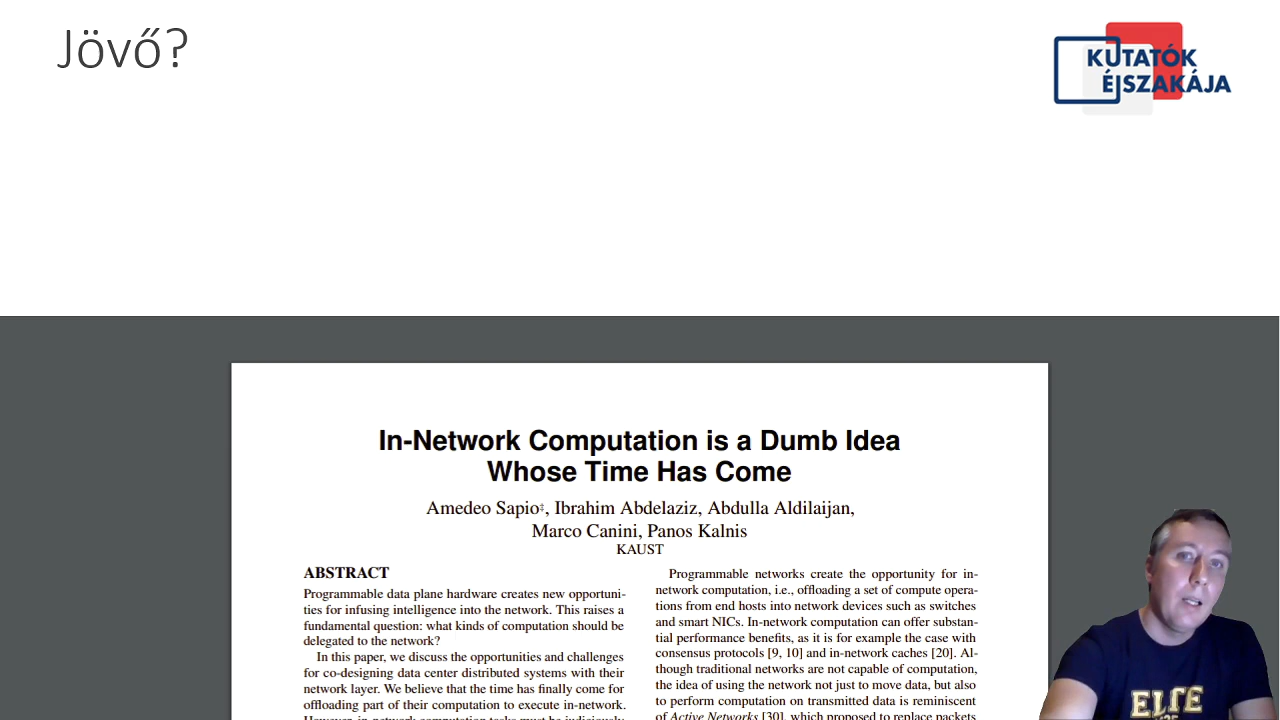 Jövő?
KUTATÓK
ÉJSZAKÁJA
In-Network Computation is a Dumb Idea
Whose Time Has Come
Amedeo Sapio‡, Ibrahim Abdelaziz, Abdulla Aldilaijan,
Marco Canini, Panos Kalnis
KAUST
ABSTRACT
Programmable data plane hardware creates new opportuni-
ties for infusing intelligence into the network. This raises a
fundamental question: what kinds of computation should be
delegated to the network?
In this paper, we discuss the opportunities and challenges
for co-designing data center distributed systems with their
network layer. We believe that the time has finally come for
offloading part of their computation to execute in-network.
However, in-network computation tasks must be judiciously
Programmable networks create the opportunity for in-
network computation, i.e., offloading a set of compute opera-
tions from end hosts into network devices such as switches
and smart NICs. In-network computation can offer substan-
tial performance benefits, as it is for example the case with
consensus protocols [9, 10] and in-network caches [20]. Al-
though traditional networks are not capable of computation,
the idea of using the network not just to move data, but also
to perform computation on transmitted data is reminiscent
of Active Networks [30], which proposed to replace packets
ELTE